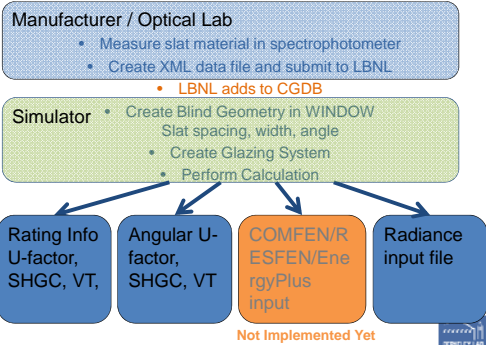 Manufacturer / Optical Lab
• Measure slat material in spectrophotometer
• Create XML data file and submit to LBNL
• LBNL adds to CGDB
Simulator
• Create Blind Geometry in WINDOW
Slat spacing, width, angle
• Create Glazing System
• Perform Calculation
Rating Info
U-factor,
SHGC, VT,
Angular U-
factor,
SHGC, VT
COMFEN/R
ESFEN/Ene
rgyPlus
input
Radiance
input file
Not Implemented Yet
BERKELEY LAB